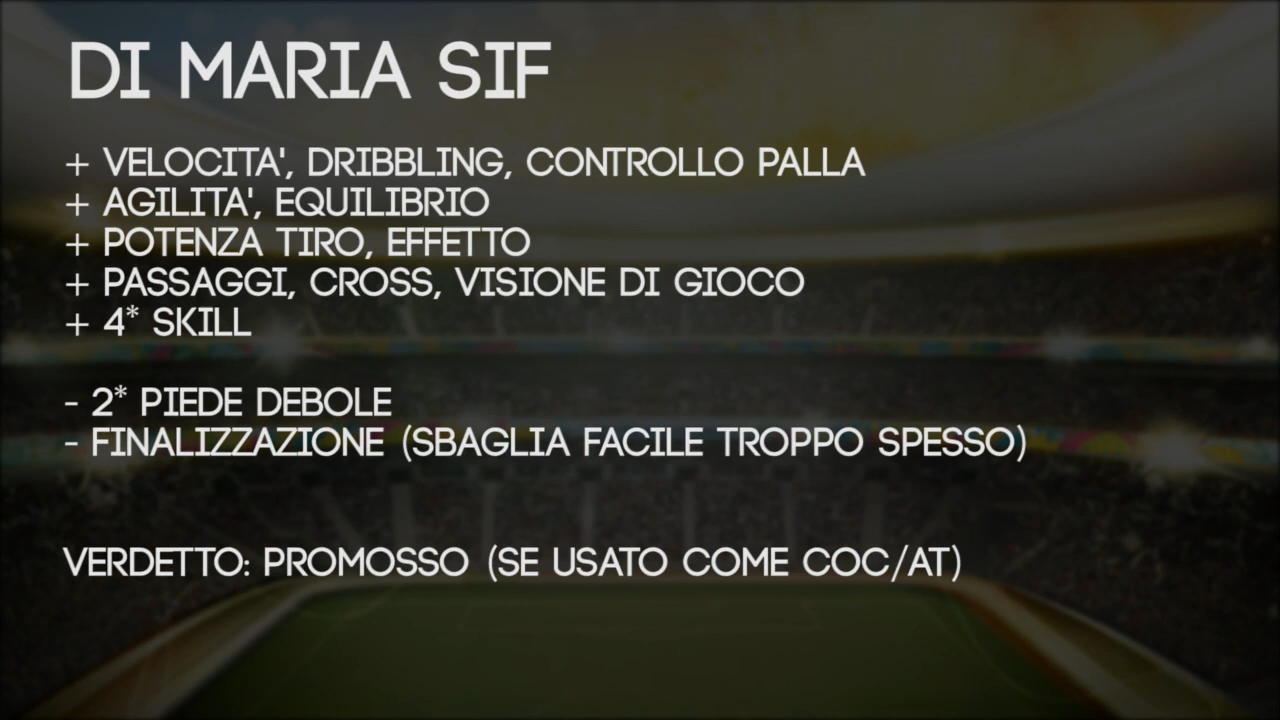 DI MARIA SIF
+ VELOCITA', DRIBBLING, CONTROLLO PALLA
+ AGILITA', EQUILIBRIO
+ POTENZA TIRO, EFFETTO
+ PASSAGGI, CROSS, VISIONE DI GIOCO
+ 4* SKILL
- 2* PIEDE DEBOLE
- FINALIZZAZIONE (SBAGLIA FACILE TROPPO SPESSO)
VERDETTO: PROMOSSO (SE USATO COME COC/AT)